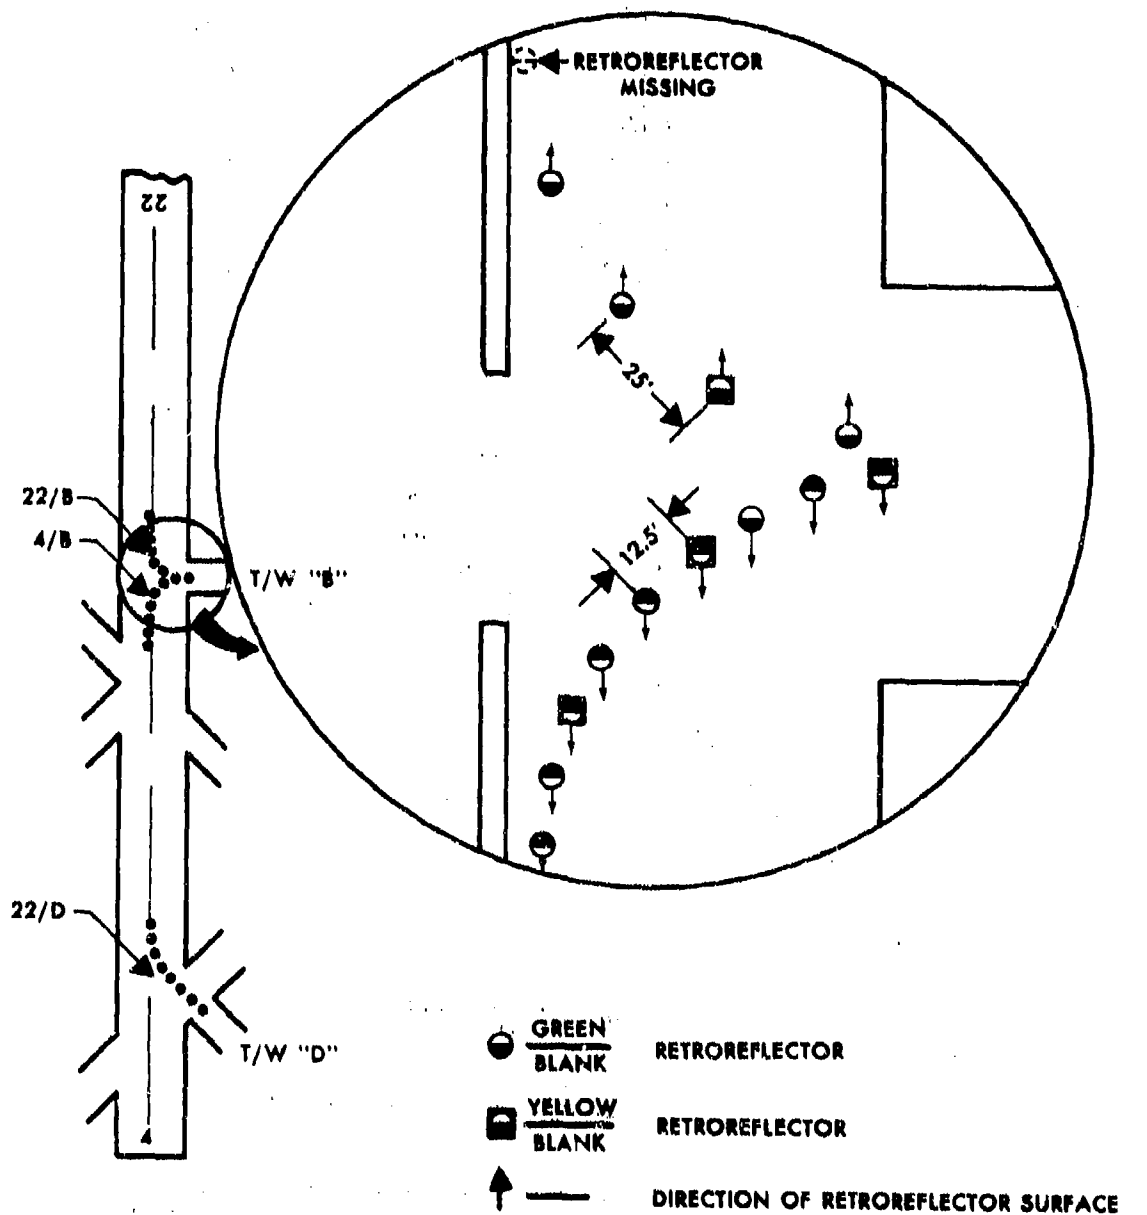 RETROREFLECTOR
MISSING
22
25'
22/B
4/B
12.5'
T/W "B"
22/D
T/W "D"
4
GREEN
BLANK
RETROREFLECTOR
YELLOW
BLANK
RETROREFLECTOR
DIRECTION OF RETROREFLECTOR SURFACE